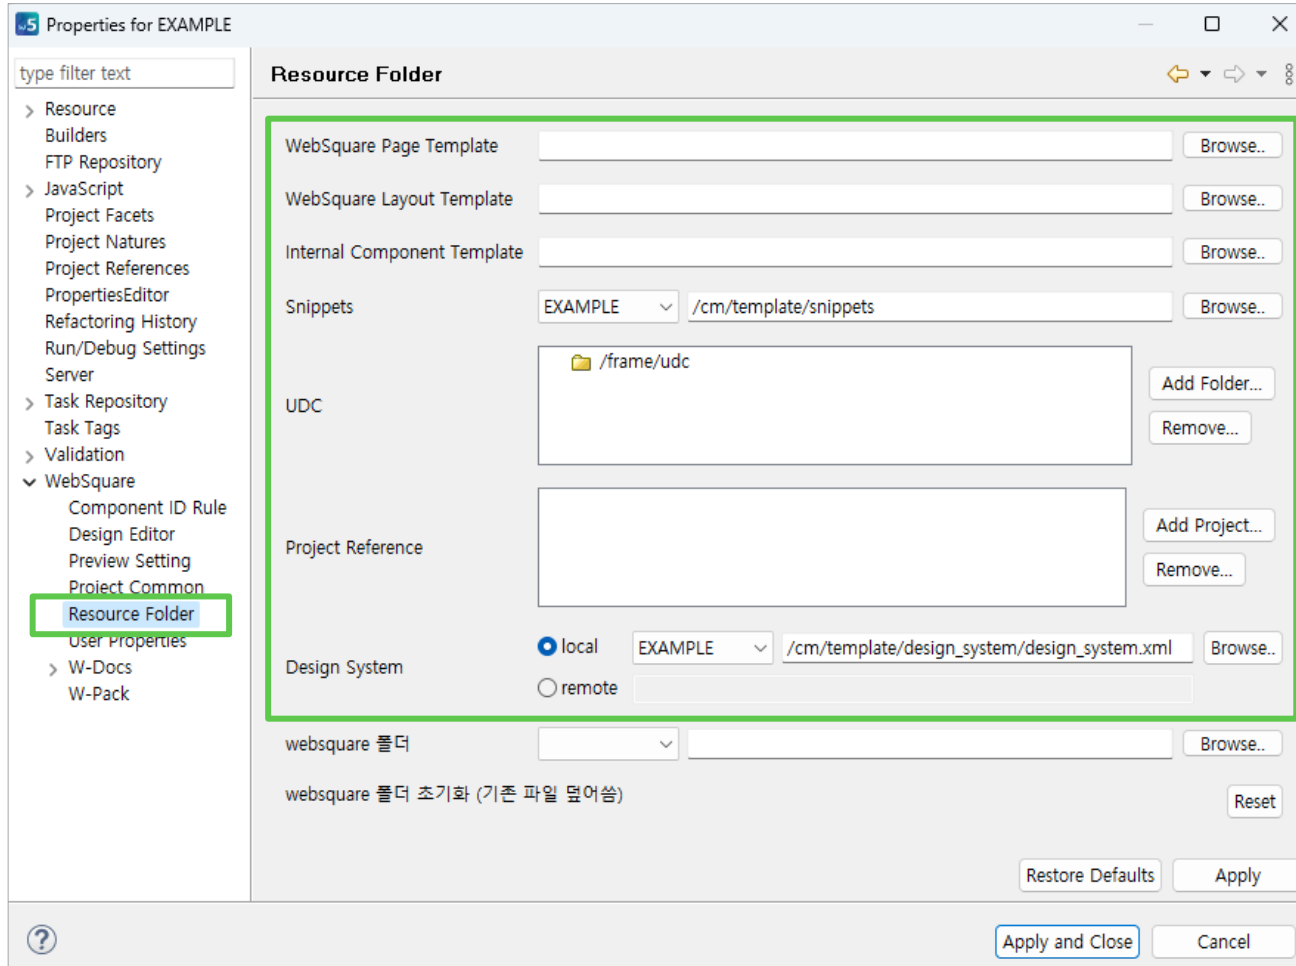 Properties for EXAMPLE
type filter text
Resource
Builders
FTP Repository
JavaScript
Project Facets
Project Natures
Project References
PropertiesEditor
Refactoring History
Run/Debug Settings
Server
Task Repository
Task Tags
Validation
WebSquare
Component ID Rule
Design Editor
Preview Setting
Project Common
Resource Folder
User Properties
W-Docs
W-Pack
Resource Folder
WebSquare Page Template Browse..
WebSquare Layout Template Browse..
Internal Component Template Browse..
Snippets EXAMPLE /cm/template/snippets Browse..
UDC /frame/udc Add Folder... Remove...
Project Reference Add Project... Remove...
Design System local EXAMPLE /cm/template/design_system/design_system.xml Browse..
remote
websquare 폴더 Browse..
websquare 폴더 초기화 (기존 파일 덮어씀) Reset
Restore Defaults Apply
Apply and Close Cancel